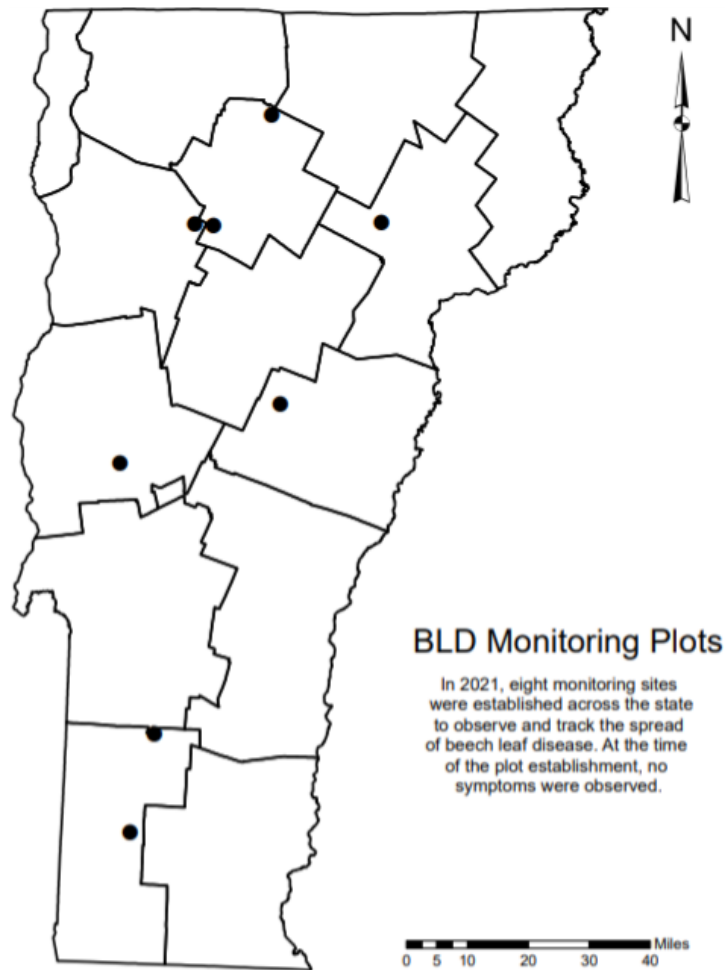 N
BLD Monitoring Plots
In 2021, eight monitoring sites
were established across the state
to observe and track the spread
of beech leaf disease. At the time
of the plot establishment, no
symptoms were observed.
Miles
0 5 10 20 30 40